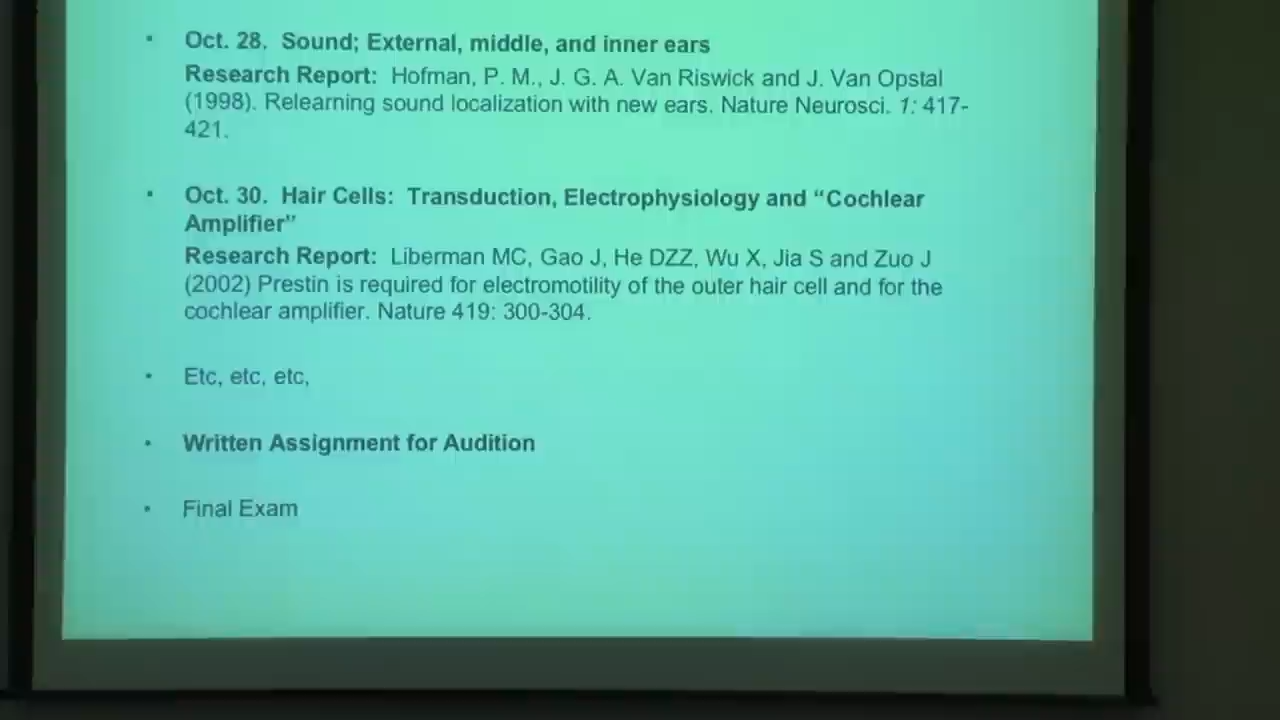 • Oct. 28. Sound; External, middle, and inner ears
Research Report: Hofman, P. M., J. G. A. Van Riswick and J. Van Opstal
(1998). Relearning sound localization with new ears. Nature Neurosci. 1: 417-
421.
• Oct. 30. Hair Cells: Transduction, Electrophysiology and “Cochlear
Amplifier”
Research Report: Liberman MC, Gao J, He DZZ, Wu X, Jia S and Zuo J
(2002) Prestin is required for electromotility of the outer hair cell and for the
cochlear amplifier. Nature 419: 300-304.
• Etc, etc, etc,
• Written Assignment for Audition
• Final Exam